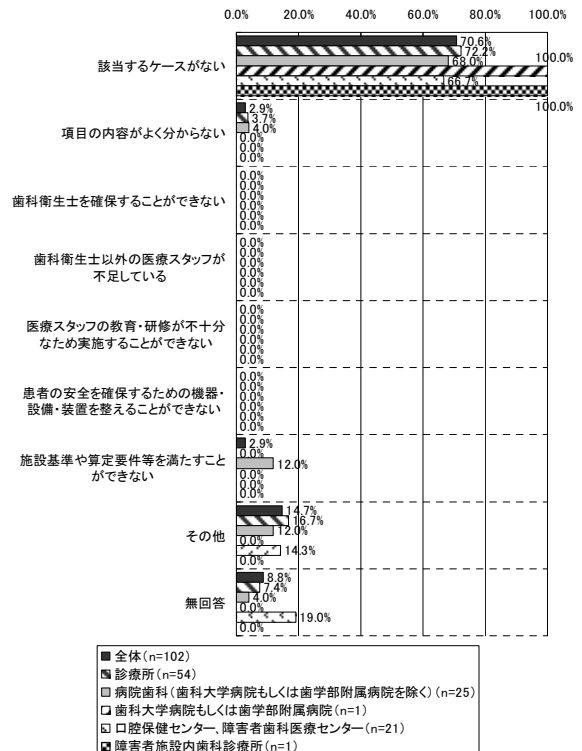 0.0% 20.0% 40.0% 60.0% 80.0% 100.0%
該当するケースがない
70.6%
72.2%
68.0%
100.0%
66.7%
100.0%
項目の内容がよく分からない
2.9%
3.7%
4.0%
0.0%
0.0%
0.0%
歯科衛生士を確保することができない
0.0%
0.0%
0.0%
0.0%
0.0%
0.0%
歯科衛生士以外の医療スタッフが
不足している
0.0%
0.0%
0.0%
0.0%
0.0%
0.0%
医療スタッフの教育・研修が不十分
なため実施することができない
0.0%
0.0%
0.0%
0.0%
0.0%
0.0%
患者の安全を確保するための機器・
設備・装置を整えることができない
0.0%
0.0%
0.0%
0.0%
0.0%
0.0%
施設基準や算定要件等を満たすこと
ができない
2.9%
0.0%
12.0%
0.0%
0.0%
0.0%
その他
14.7%
16.7%
12.0%
0.0%
14.3%
0.0%
無回答
8.8%
7.4%
4.0%
0.0%
19.0%
0.0%
全体(n=102)
診療所(n=54)
病院歯科(歯科大学病院もしくは歯学部附属病院を除く)(n=25)
歯科大学病院もしくは歯学部附属病院(n=1)
口腔保健センター、障害者歯科医療センター(n=21)
障害者施設内歯科診療所(n=1)